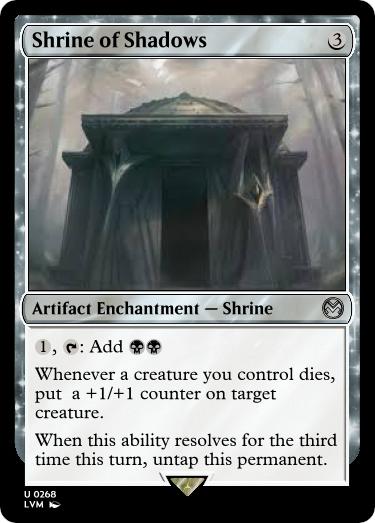 Shrine of Shadows 3
Artifact Enchantment — Shrine
1, : Add
Whenever a creature you control dies,
put a +1/+1 counter on target
creature.
When this ability resolves for the third
time this turn, untap this permanent.
U 0268
LVM